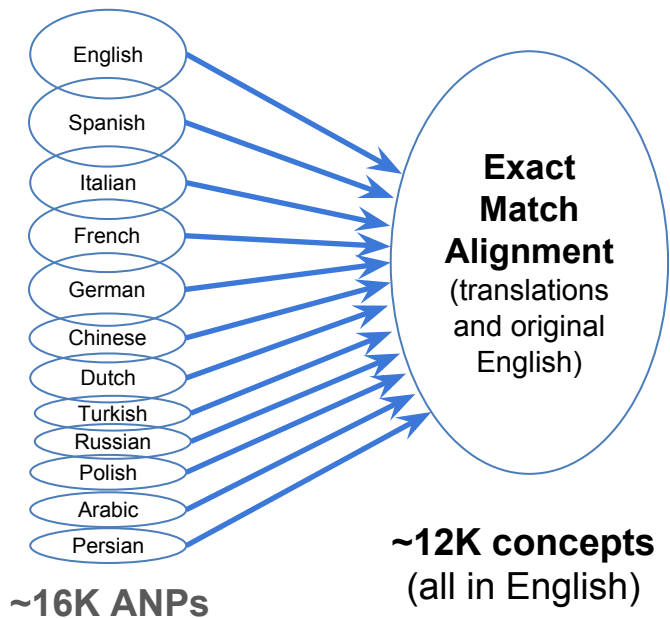 English
Spanish
Italian
French
German
Chinese
Dutch
Turkish
Russian
Polish
Arabic
Persian
~16K ANPs
Exact
Match
Alignment
(translations
and original
English)
~12K concepts
(all in English)